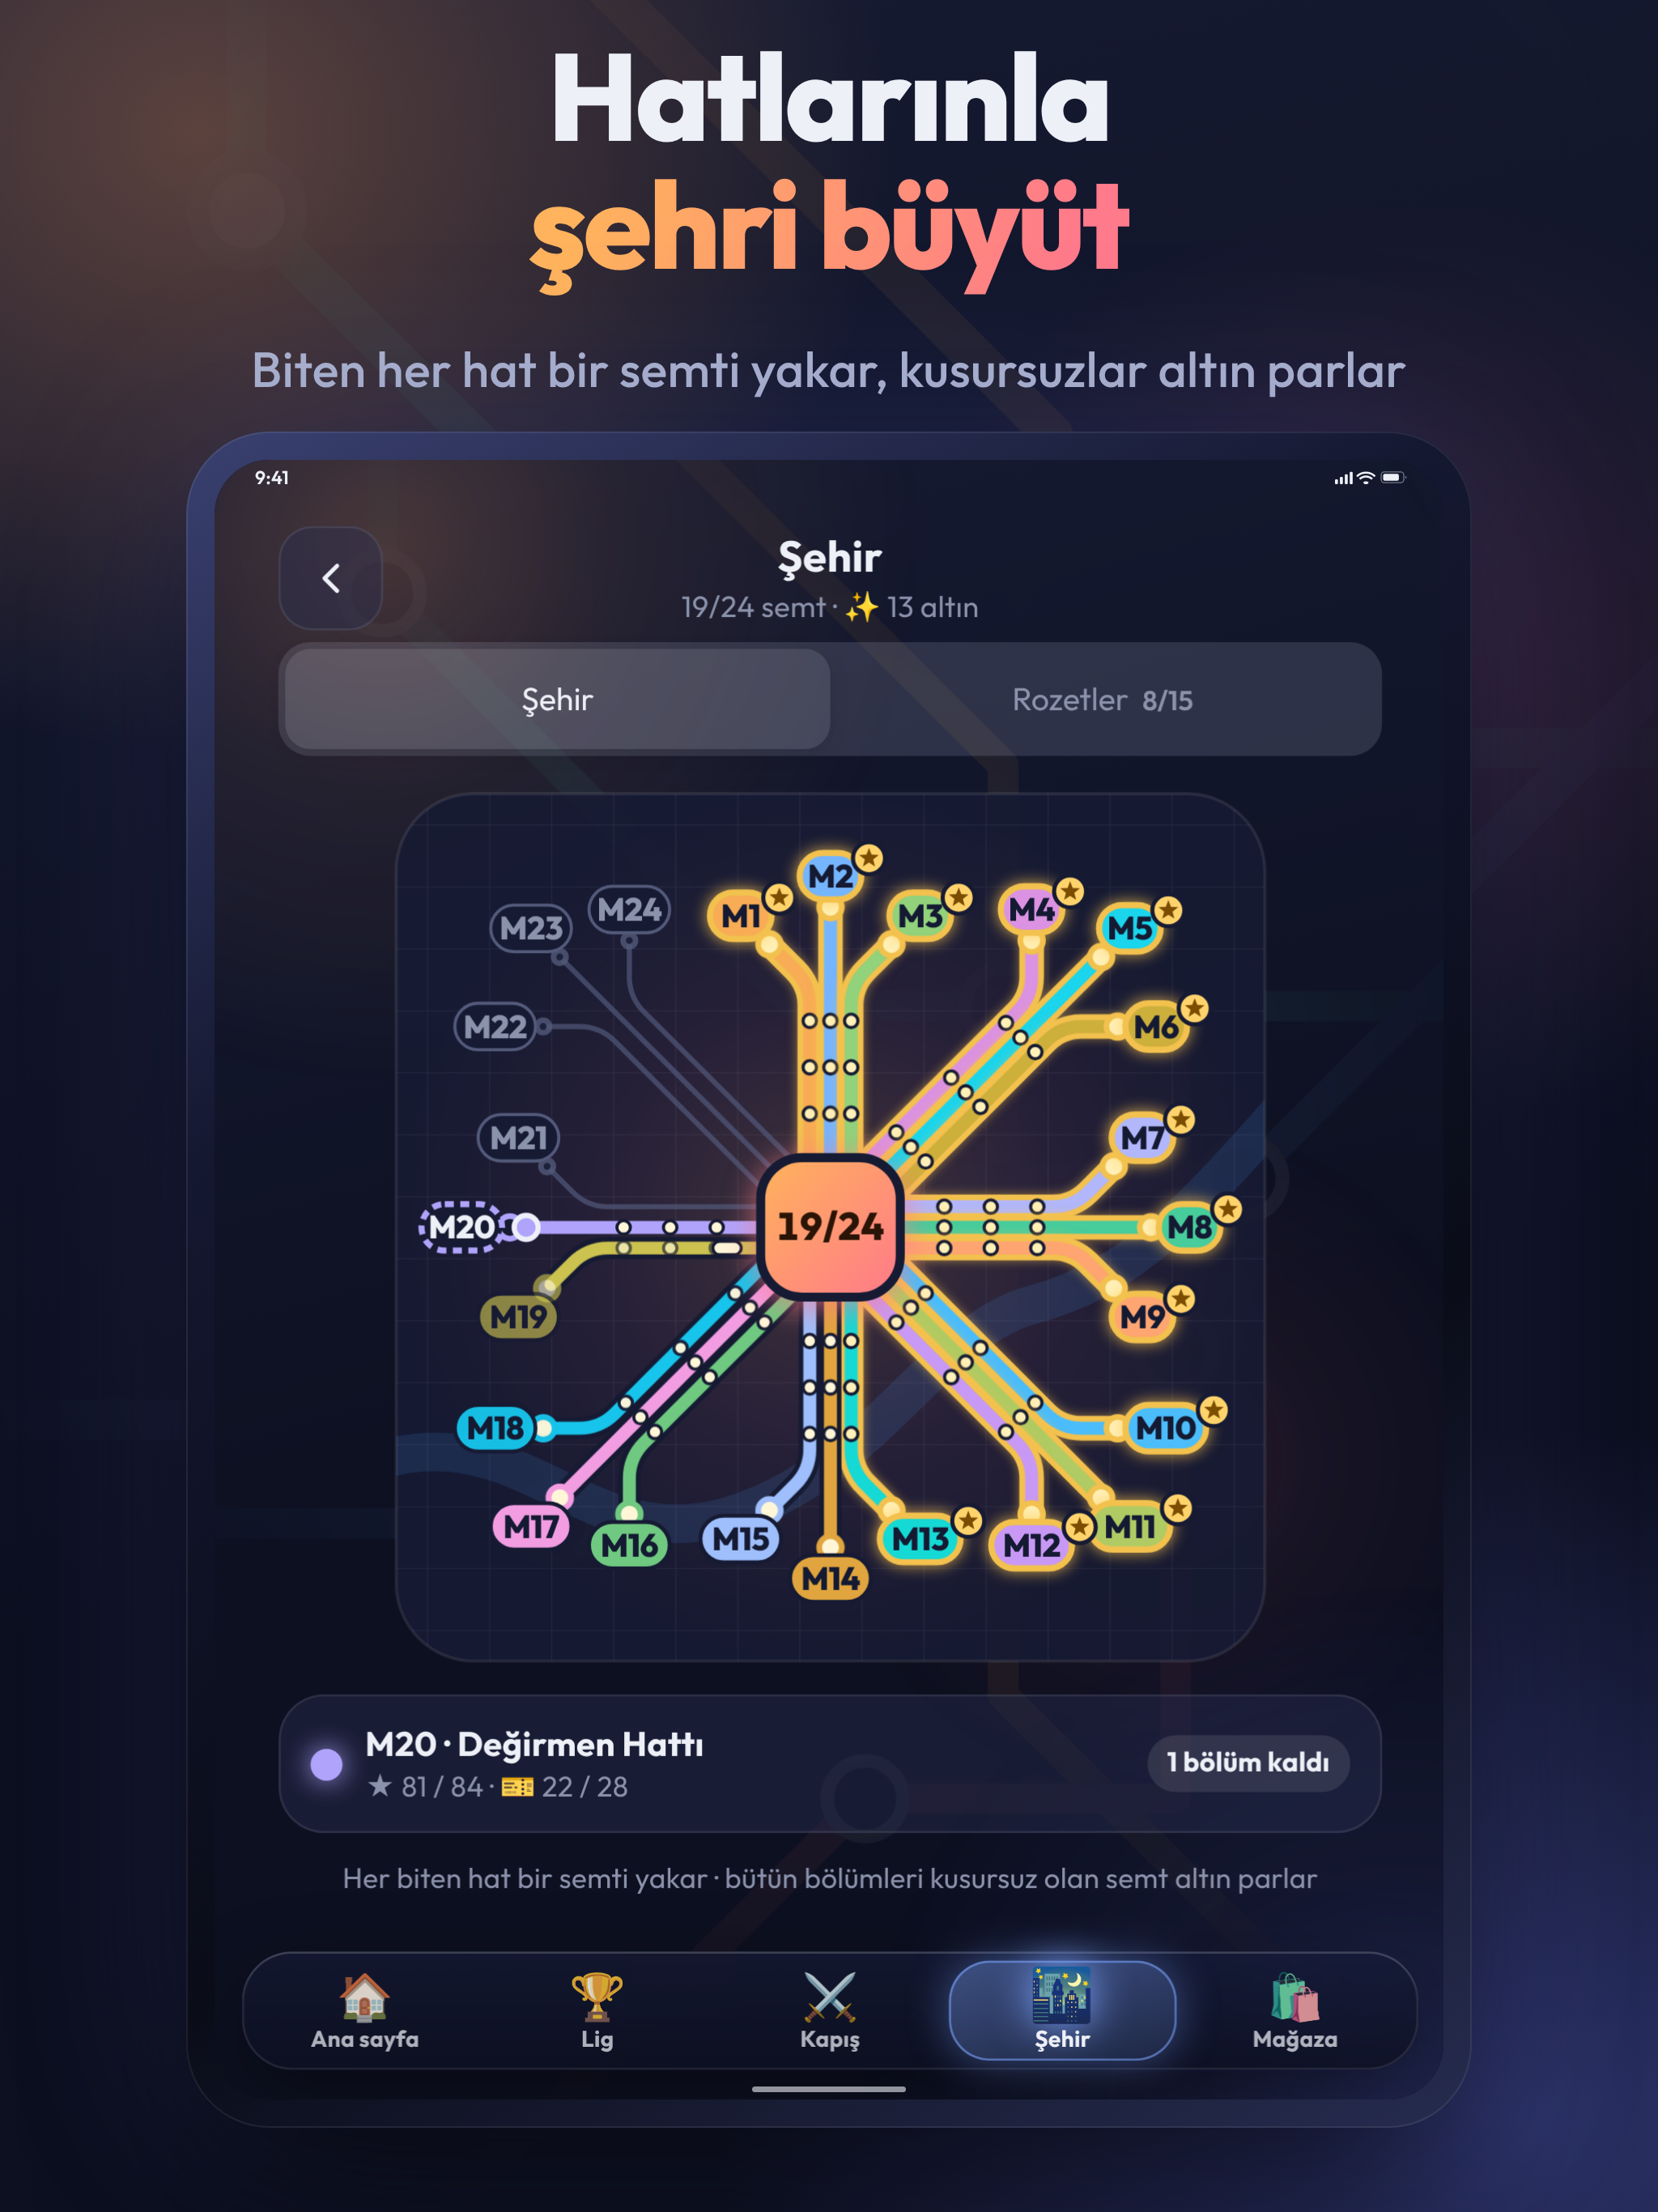 Hatlarınla
şehri büyüt
Biten her hat bir semti yakar, kusursuzlar altın parlar
9:41
Şehir
19/24 semt · ✨ 13 altın
Şehir
Rozetler 8/15
M2
M1
M3
M4
M5
M24
M23
M22
M6
M21
M7
M20
19/24
M8
M19
M9
M18
M10
M17
M16
M15
M14
M13
M12
M11
M20 · Değirmen Hattı
★ 81 / 84 · 🎫 22 / 28
1 bölüm kaldı
Her biten hat bir semti yakar · bütün bölümleri kusursuz olan semt altın parlar
Ana sayfa
Lig
Kapış
Şehir
Mağaza